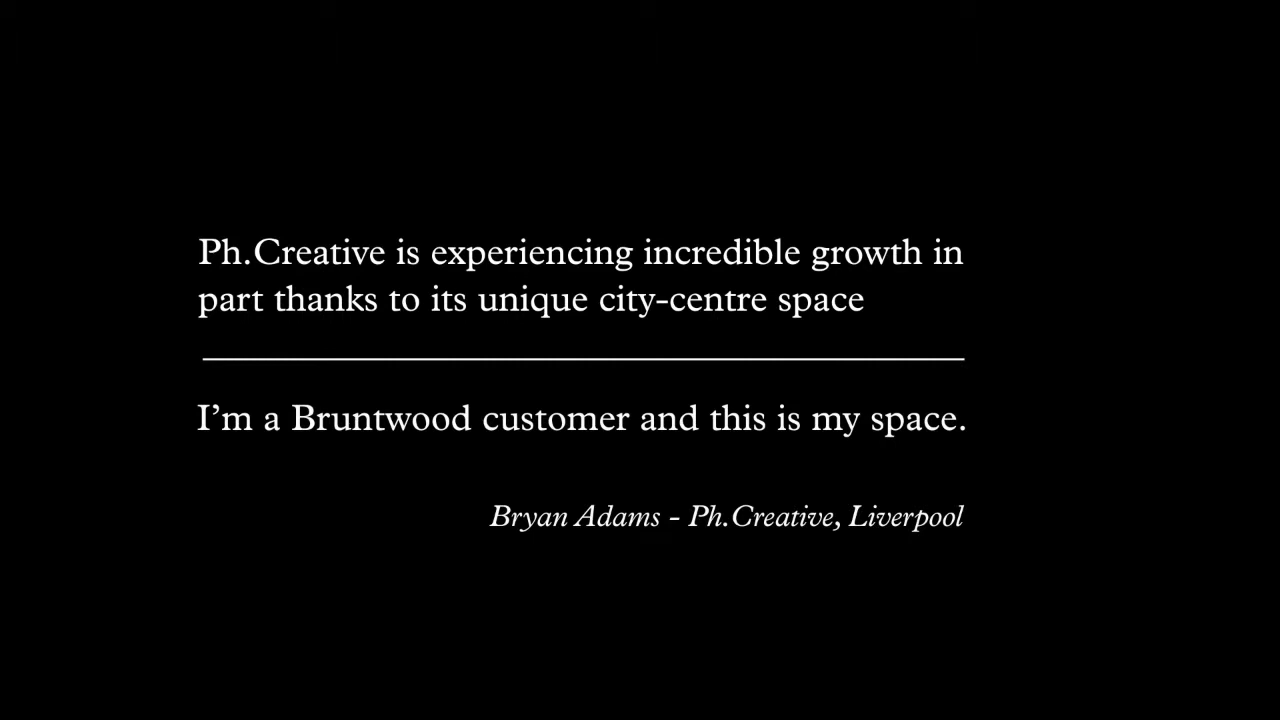 Ph.Creative is experiencing incredible growth in
part thanks to its unique city-centre space
I’m a Bruntwood customer and this is my space.
Bryan Adams - Ph.Creative, Liverpool